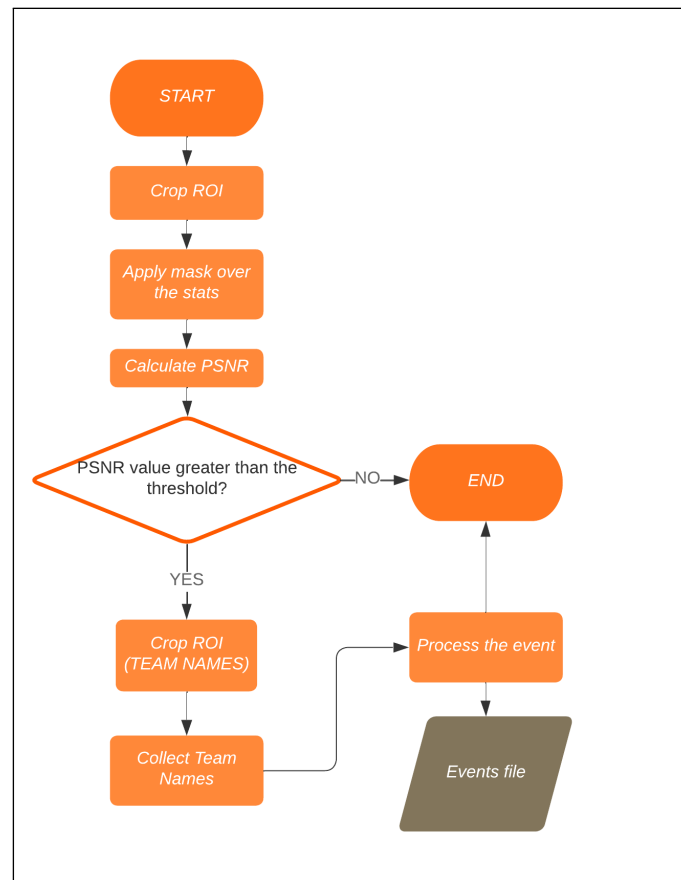 START
Crop ROI
Apply mask over
the stats
Calculate PSNR
PSNR value greater than the
threshold?
NO
END
YES
Crop ROI
(TEAM NAMES)
Process the event
Collect Team
Names
Events file